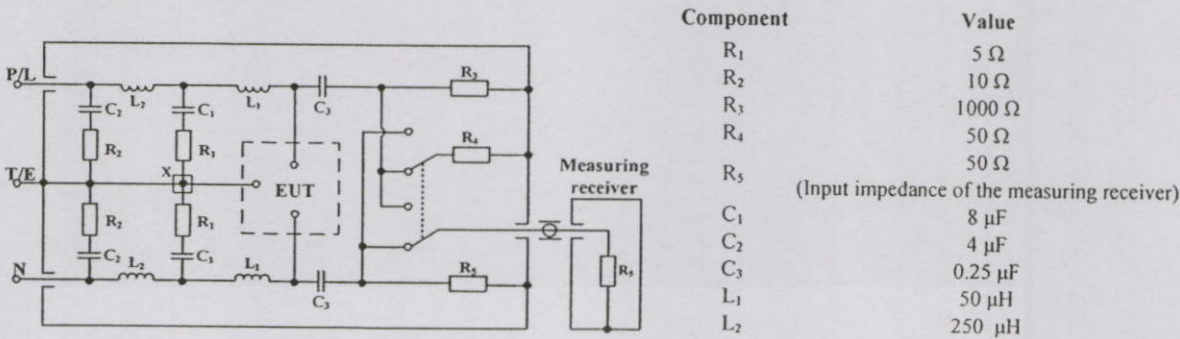 P/L
L₂
L₁
C₃
R₃
C₂
C₁
R₂
R₁
R₄
T/E
X
EUT
Measuring
receiver
R₂
R₁
C₂
C₁
N
L₂
L₁
C₃
R₅
R₅
Component Value
R₁ 5 Ω
R₂ 10 Ω
R₃ 1000 Ω
R₄ 50 Ω
R₅ 50 Ω
(Input impedance of the measuring receiver)
C₁ 8 µF
C₂ 4 µF
C₃ 0.25 µF
L₁ 50 µH
L₂ 250 µH